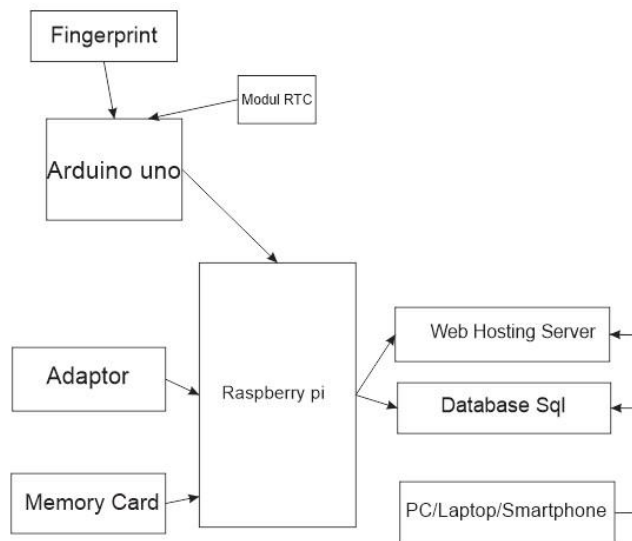 Fingerprint
Modul RTC
Arduino uno
Web Hosting Server
Adaptor
Raspberry pi
Database Sql
Memory Card
PC/Laptop/Smartphone